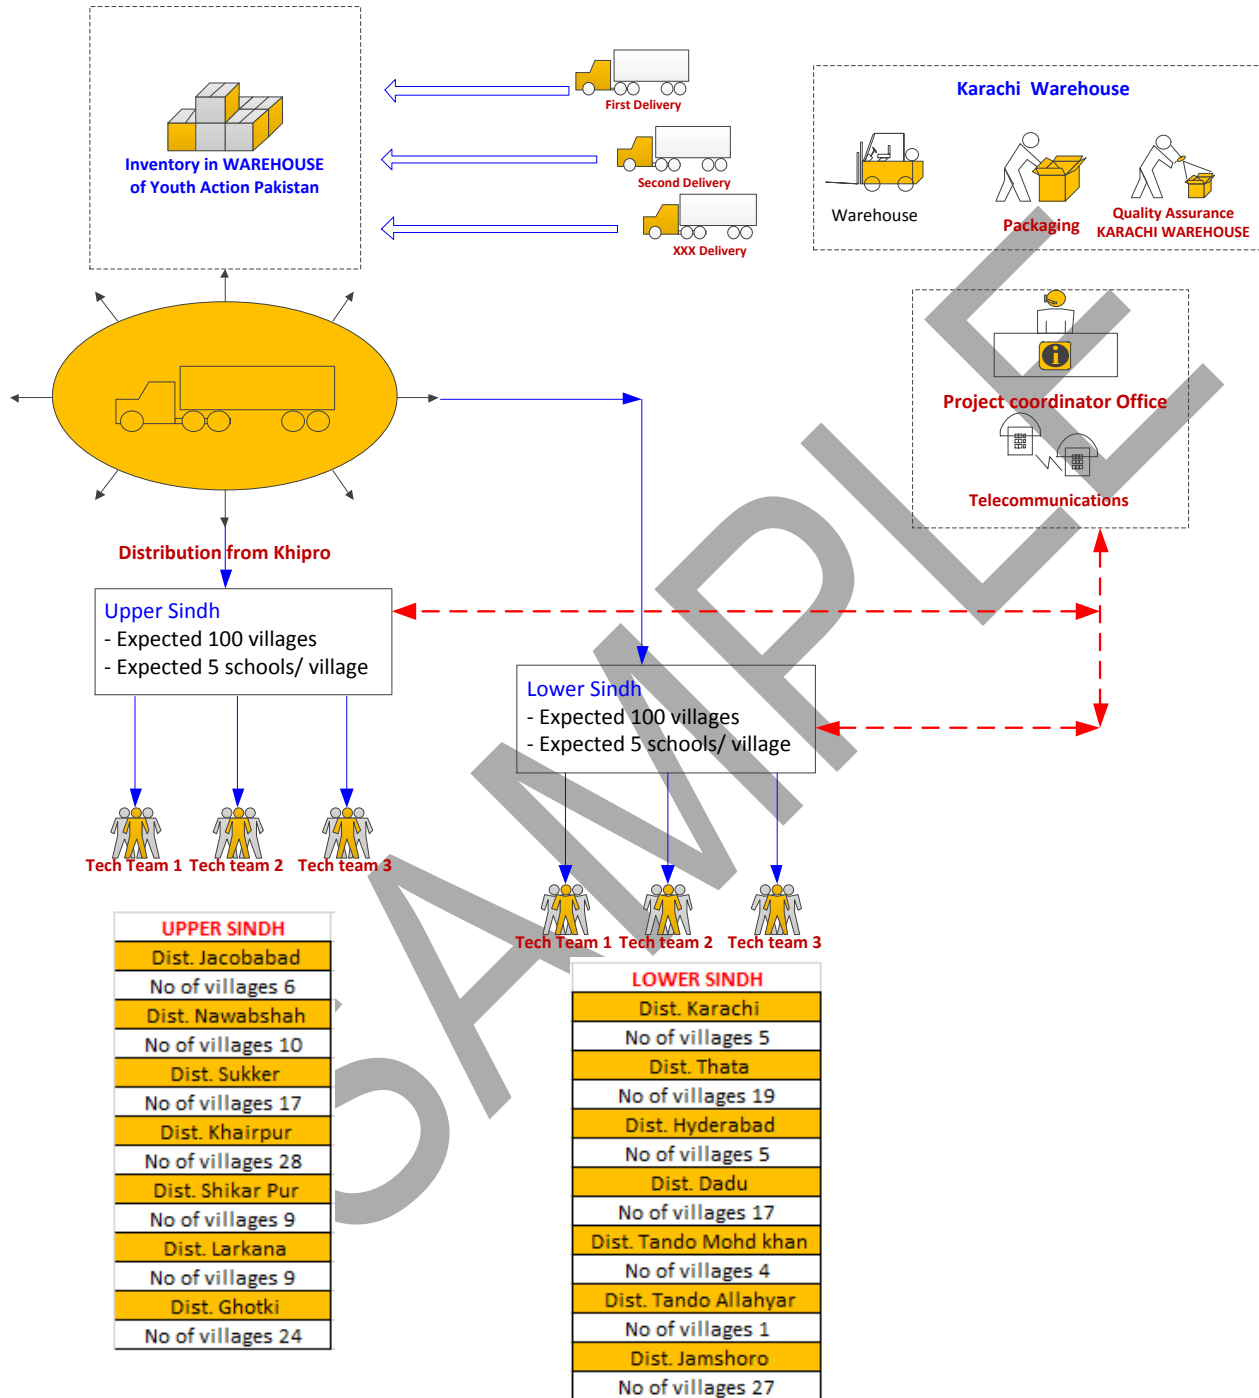 Inventory in WAREHOUSE
of Youth Action Pakistan
First Delivery
Second Delivery
XXX Delivery
Karachi Warehouse
Warehouse
Packaging
Quality Assurance
KARACHI WAREHOUSE
Project coordinator Office
Telecommunications
Distribution from Khipro
Upper Sindh
- Expected 100 villages
- Expected 5 schools/ village
Lower Sindh
- Expected 100 villages
- Expected 5 schools/ village
Tech Team 1
Tech team 2
Tech team 3
Tech Team 1
Tech team 2
Tech team 3
UPPER SINDH
Dist. Jacobabad
No of villages 6
Dist. Nawabshah
No of villages 10
Dist. Sukker
No of villages 17
Dist. Khairpur
No of villages 28
Dist. Shikar Pur
No of villages 9
Dist. Larkana
No of villages 9
Dist. Ghotki
No of villages 24
LOWER SINDH
Dist. Karachi
No of villages 5
Dist. Thata
No of villages 19
Dist. Hyderabad
No of villages 5
Dist. Dadu
No of villages 17
Dist. Tando Mohd khan
No of villages 4
Dist. Tando Allahyar
No of villages 1
Dist. Jamshoro
No of villages 27
SAMPLE